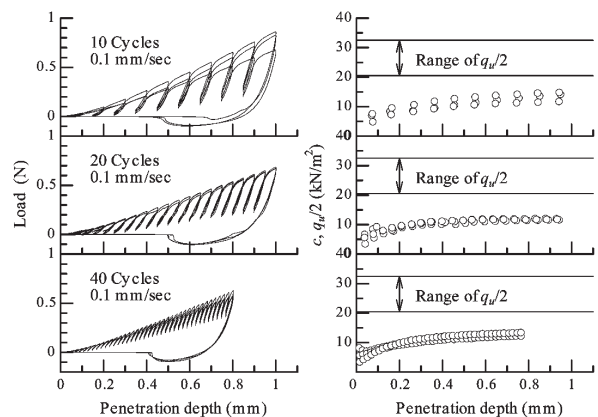 1
10 Cycles
0.1 mm/sec
0.5
0
1
20 Cycles
0.1 mm/sec
0.5
0
1
40 Cycles
0.1 mm/sec
0.5
0
0 0.2 0.4 0.6 0.8 1
Penetration depth (mm)
Load (N)
40
30
Range of qu/2
20
10
40
30
Range of qu/2
20
10
40
30
Range of qu/2
20
10
0 0.2 0.4 0.6 0.8 1
Penetration depth (mm)
c, qu/2 (kN/m²)